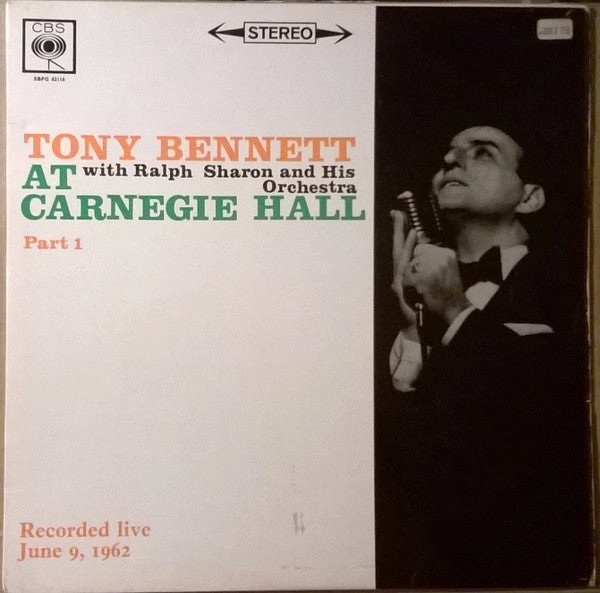 CBS
SBPG 62114
STEREO
TONY BENNETT
AT with Ralph Sharon and His
Orchestra
CARNEGIE HALL
Part 1
Recorded live
June 9, 1962